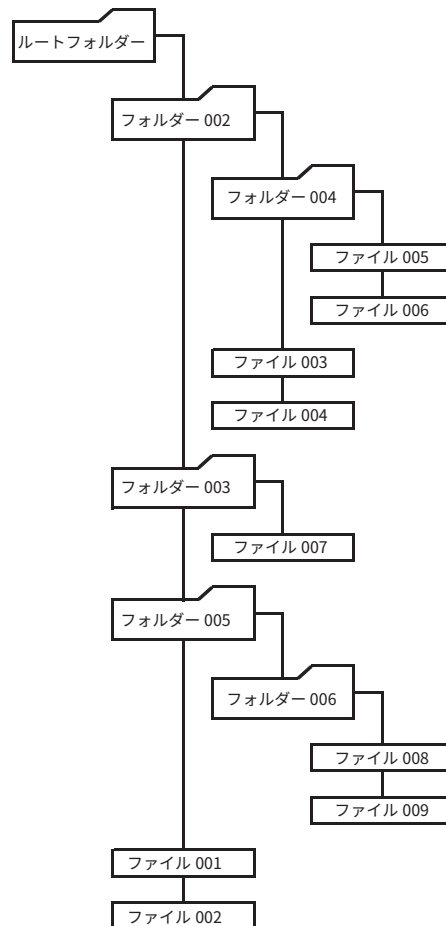 ルートフォルダー
フォルダー 002
フォルダー 004
ファイル 005
ファイル 006
ファイル 003
ファイル 004
フォルダー 003
ファイル 007
フォルダー 005
フォルダー 006
ファイル 008
ファイル 009
ファイル 001
ファイル 002